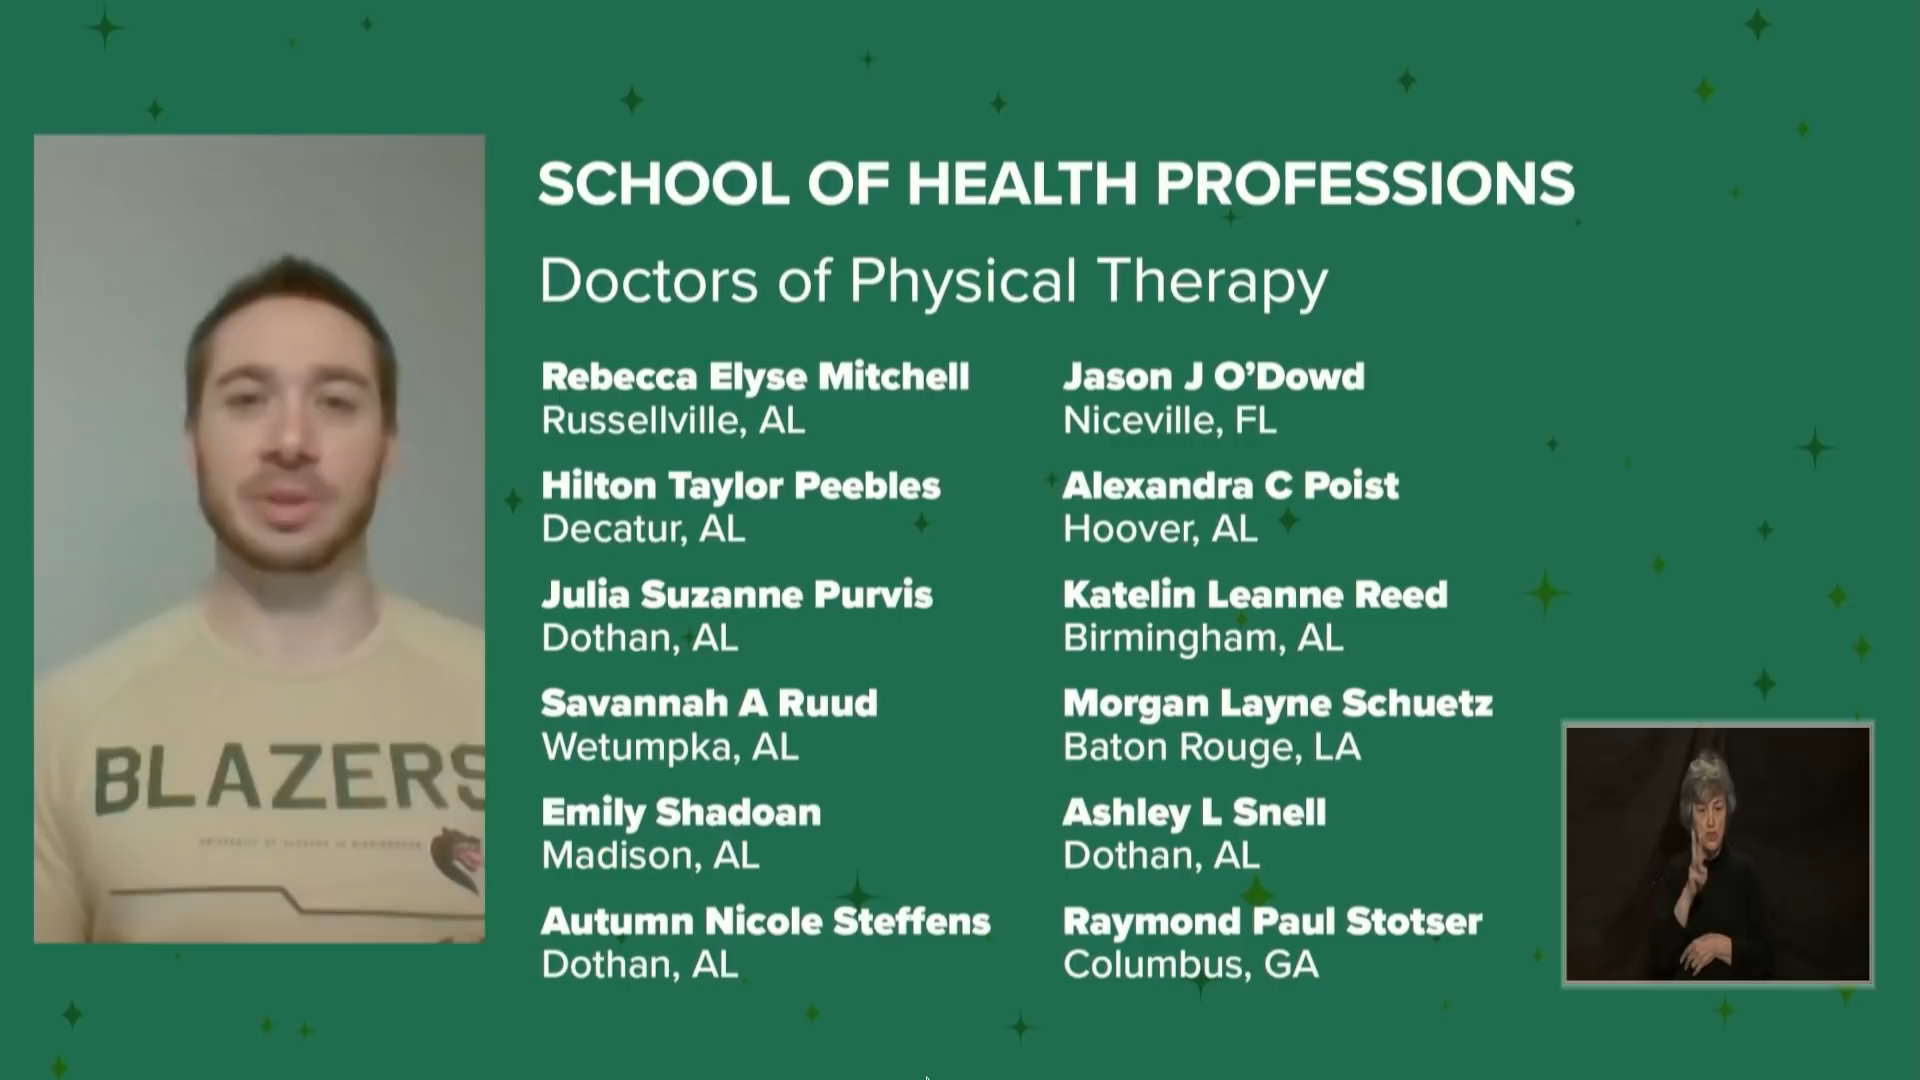 SCHOOL OF HEALTH PROFESSIONS
Doctors of Physical Therapy
Rebecca Elyse Mitchell
Russellville, AL
Jason J O’Dowd
Niceville, FL
Hilton Taylor Peebles
Decatur, AL
Alexandra C Poist
Hoover, AL
Julia Suzanne Purvis
Dothan, AL
Katelin Leanne Reed
Birmingham, AL
Savannah A Ruud
Wetumpka, AL
Morgan Layne Schuetz
Baton Rouge, LA
Emily Shadoan
Madison, AL
Ashley L Snell
Dothan, AL
Autumn Nicole Steffens
Dothan, AL
Raymond Paul Stotser
Columbus, GA
BLAZERS